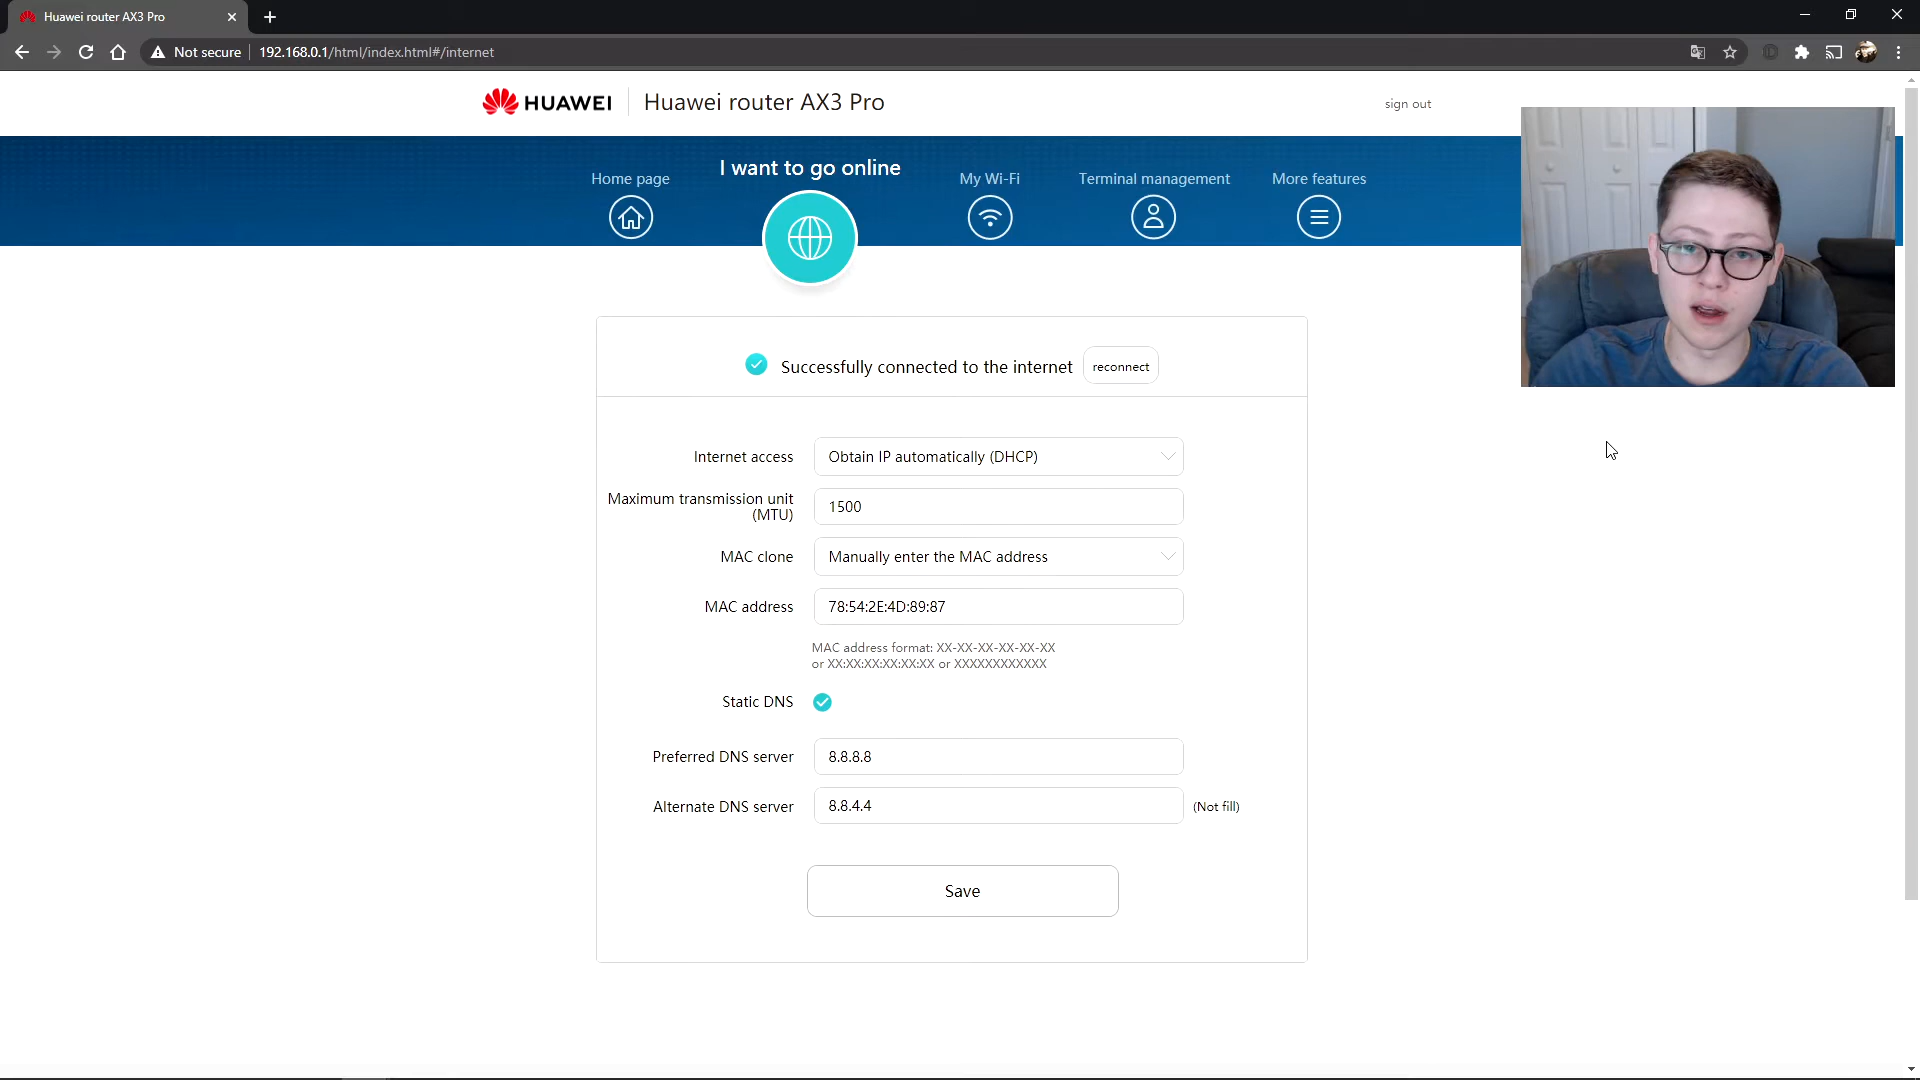 Huawei router AX3 Pro
Not secure
192.168.0.1/html/index.html#/internet
HUAWEI
Huawei router AX3 Pro
sign out
Home page
I want to go online
My Wi-Fi
Terminal management
More features
Successfully connected to the internet
reconnect
Internet access
Obtain IP automatically (DHCP)
Maximum transmission unit
(MTU)
1500
MAC clone
Manually enter the MAC address
MAC address
78:54:2E:4D:89:87
MAC address format: XX-XX-XX-XX-XX-XX
or XX:XX:XX:XX:XX:XX or XXXXXXXXXXXX
Static DNS
Preferred DNS server
8.8.8.8
Alternate DNS server
8.8.4.4
(Not fill)
Save